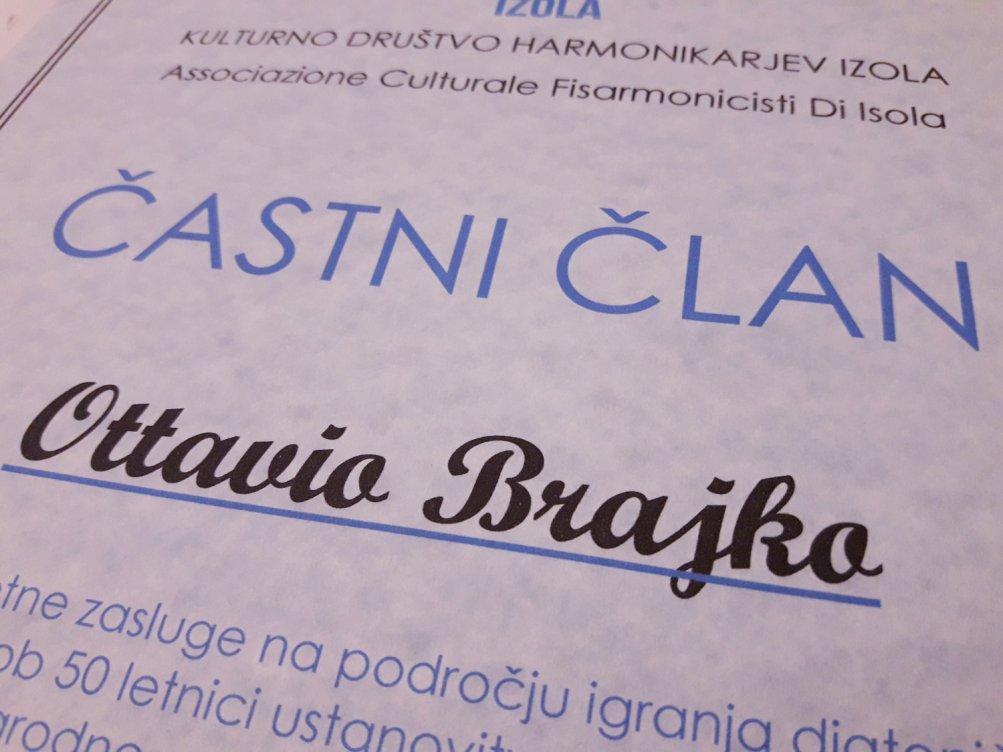 IZOLA
KULTURNO DRUŠTVO HARMONIKARJEV IZOLA
Associazione Culturale Fisarmonicisti Di Isola
ČASTNI ČLAN
Ottavio Brajko
zasluge na področju igranja
50 letnici